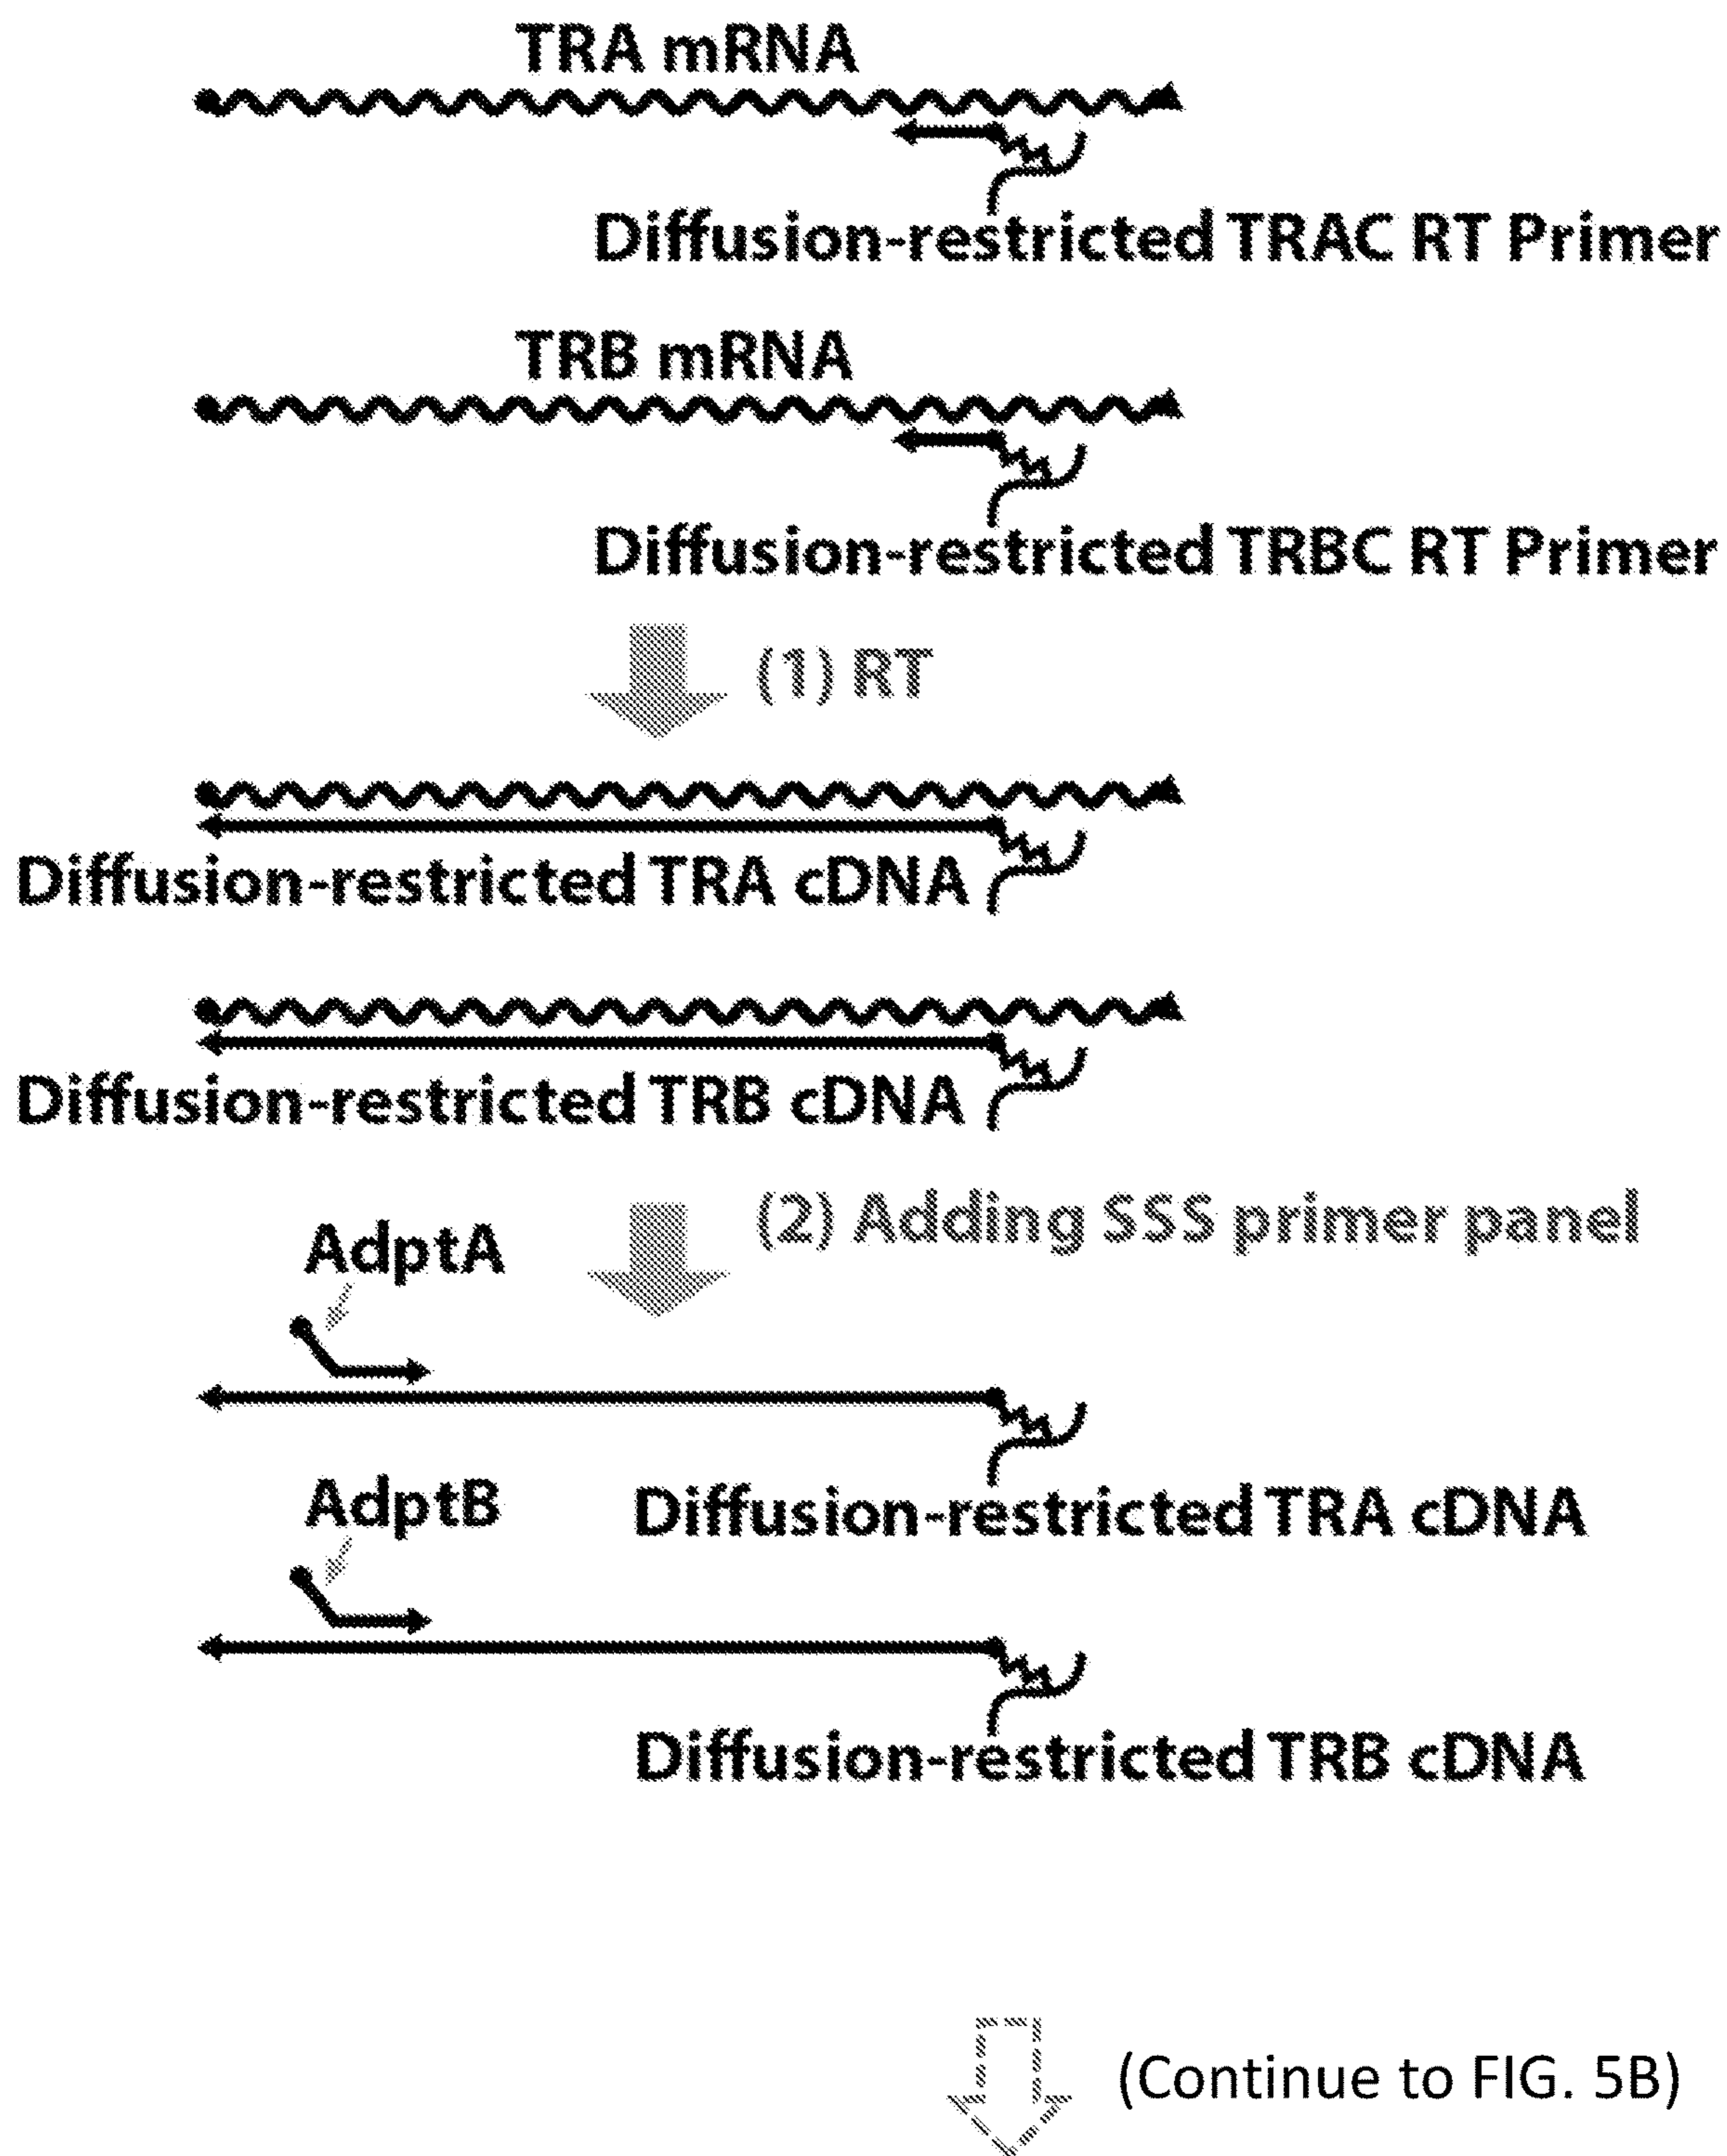 TRA mRNA
Diffusion-restricted TRAC RT Primer
TRB mRNA
Diffusion-restricted TRBC RT Primer
(1) RT
Diffusion-restricted TRA cDNA
Diffusion-restricted TRB cDNA
(2) Adding SSS primer panel
AdptA
Diffusion-restricted TRA cDNA
AdptB
Diffusion-restricted TRB cDNA
(Continue to FIG. 5B)